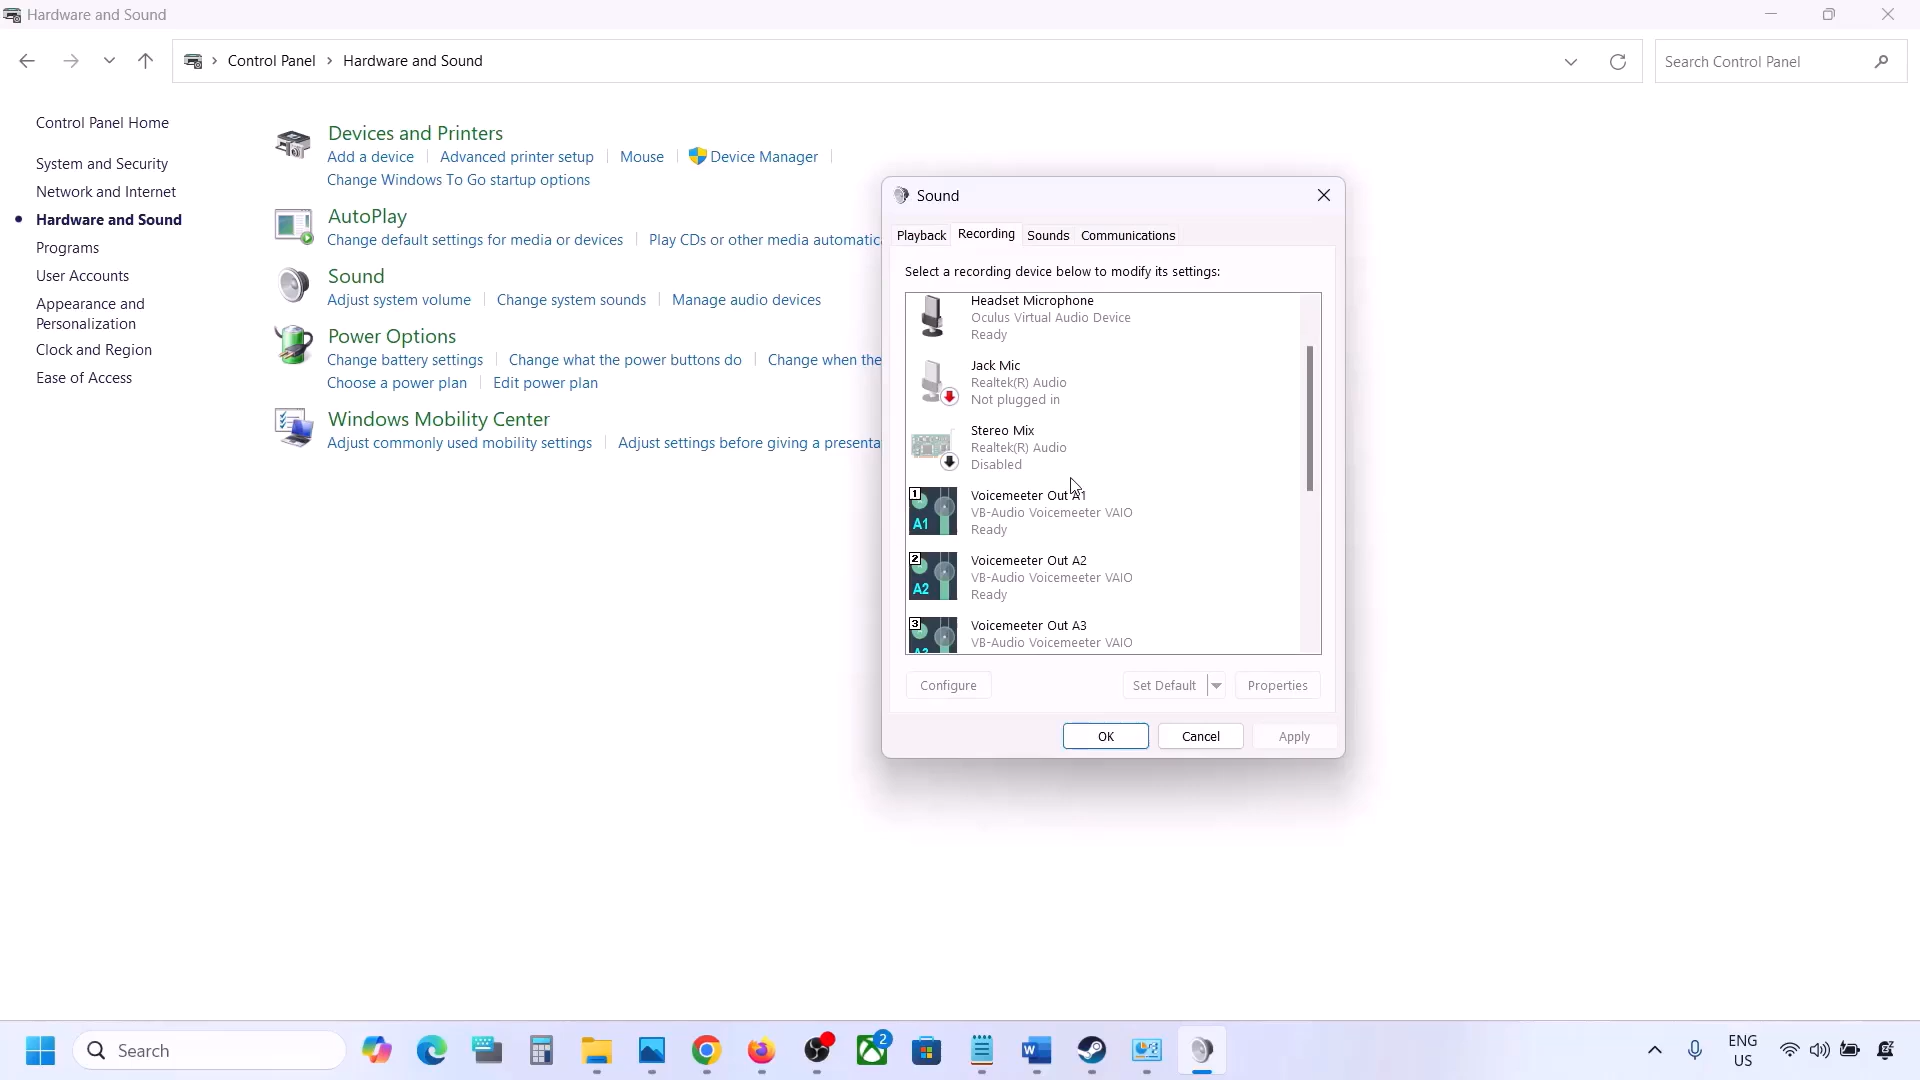 Hardware and Sound
Control Panel > Hardware and Sound
Search Control Panel
Control Panel Home
System and Security
Network and Internet
Hardware and Sound
Programs
User Accounts
Appearance and
Personalization
Clock and Region
Ease of Access
Devices and Printers
Add a device
Advanced printer setup
Mouse
Device Manager
Change Windows To Go startup options
AutoPlay
Change default settings for media or devices
Play CDs or other media automatic
Sound
Adjust system volume
Change system sounds
Manage audio devices
Power Options
Change battery settings
Change what the power buttons do
Change when the
Choose a power plan
Edit power plan
Windows Mobility Center
Adjust commonly used mobility settings
Adjust settings before giving a presenta
Sound
Playback
Recording
Sounds
Communications
Select a recording device below to modify its settings:
Headset Microphone
Oculus Virtual Audio Device
Ready
Jack Mic
Realtek(R) Audio
Not plugged in
Stereo Mix
Realtek(R) Audio
Disabled
1
A1
Voicemeeter Out A1
VB-Audio Voicemeeter VAIO
Ready
2
A2
Voicemeeter Out A2
VB-Audio Voicemeeter VAIO
Ready
3
A3
Voicemeeter Out A3
VB-Audio Voicemeeter VAIO
Configure
Set Default
Properties
OK
Cancel
Apply
Search
2
ENG
US